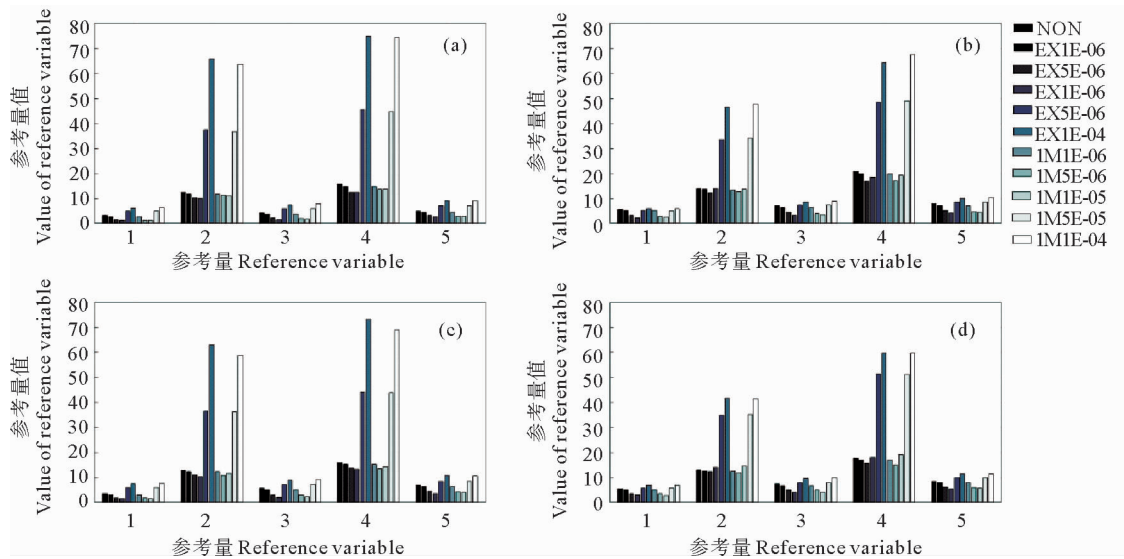 80
70
60
50
40
30
20
10
0
参考量值
Value of reference variable
(a)
1 2 3 4 5
参考量 Reference variable
80
70
60
50
40
30
20
10
0
参考量值
Value of reference variable
(b)
1 2 3 4 5
参考量 Reference variable
NON
EX1E-06
EX5E-06
EX1E-06
EX5E-06
EX1E-04
1M1E-06
1M5E-06
1M1E-05
1M5E-05
1M1E-04
80
70
60
50
40
30
20
10
0
参考量值
Value of reference variable
(c)
1 2 3 4 5
参考量 Reference variable
80
70
60
50
40
30
20
10
0
参考量值
Value of reference variable
(d)
1 2 3 4 5
参考量 Reference variable